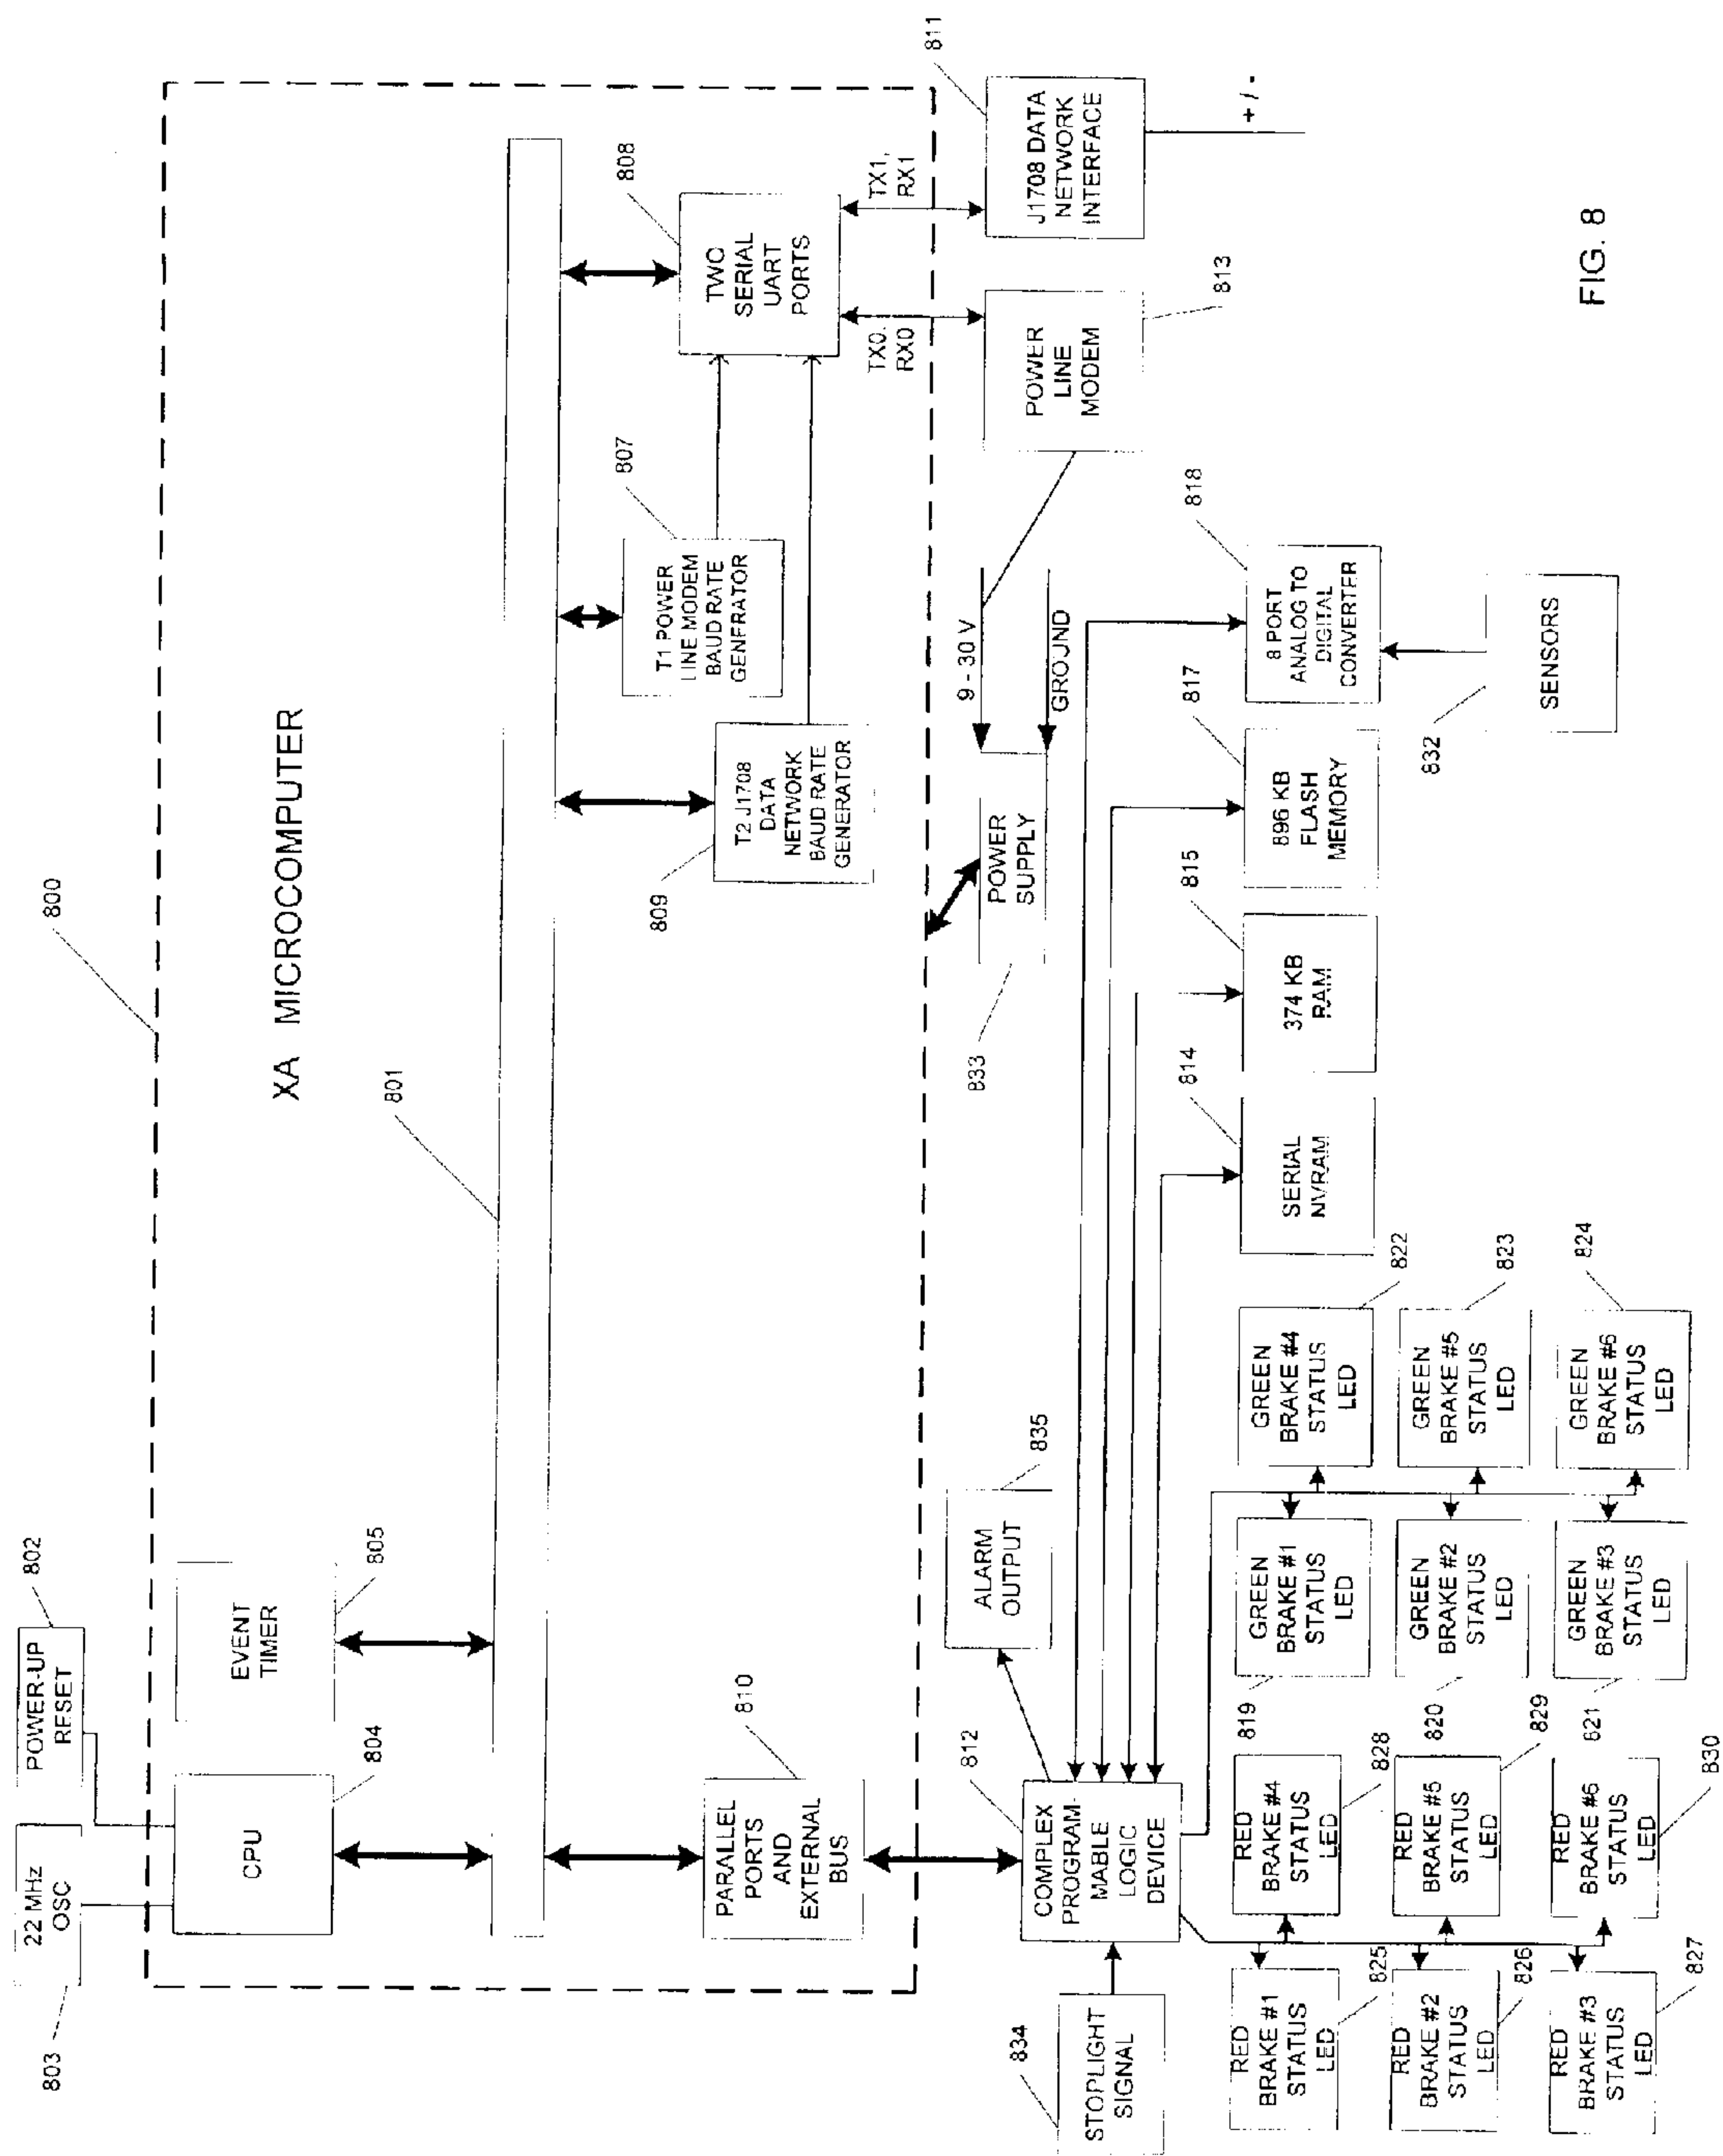 803
22 MHz
OSC
802
POWER-UP
RESET
800
XA MICROCOMPUTER
CPU
804
EVENT
TIMER
805
801
PARALLEL
PORTS
AND
EXTERNAL
BUS
810
T2 J1708
DATA
NETWORK
BAUD RATE
GENERATOR
809
T1 POWER
LINE MODEM
BAUD RATE
GENERATOR
807
TWO
SERIAL
UART
PORTS
808
TX0,
RX0
TX1,
RX1
834
STOPLIGHT
SIGNAL
812
COMPLEX
PROGRAM-
MABLE
LOGIC
DEVICE
ALARM
OUTPUT
835
833
POWER
SUPPLY
9 - 30 V
GROUND
POWER
LINE
MODEM
813
J1708 DATA
NETWORK
INTERFACE
811
+ / -
814
SERIAL
NVRAM
815
374 KB
RAM
817
896 KB
FLASH
MEMORY
818
8 PORT
ANALOG TO
DIGITAL
CONVERTER
832
SENSORS
RED
BRAKE #1
STATUS
LED
825
RED
BRAKE #4
STATUS
LED
828
819
GREEN
BRAKE #1
STATUS
LED
GREEN
BRAKE #4
STATUS
LED
822
RED
BRAKE #2
STATUS
LED
826
RED
BRAKE #5
STATUS
LED
829
820
GREEN
BRAKE #2
STATUS
LED
GREEN
BRAKE #5
STATUS
LED
823
RED
BRAKE #3
STATUS
LED
827
RED
BRAKE #6
STATUS
LED
830
821
GREEN
BRAKE #3
STATUS
LED
GREEN
BRAKE #6
STATUS
LED
824
FIG. 8